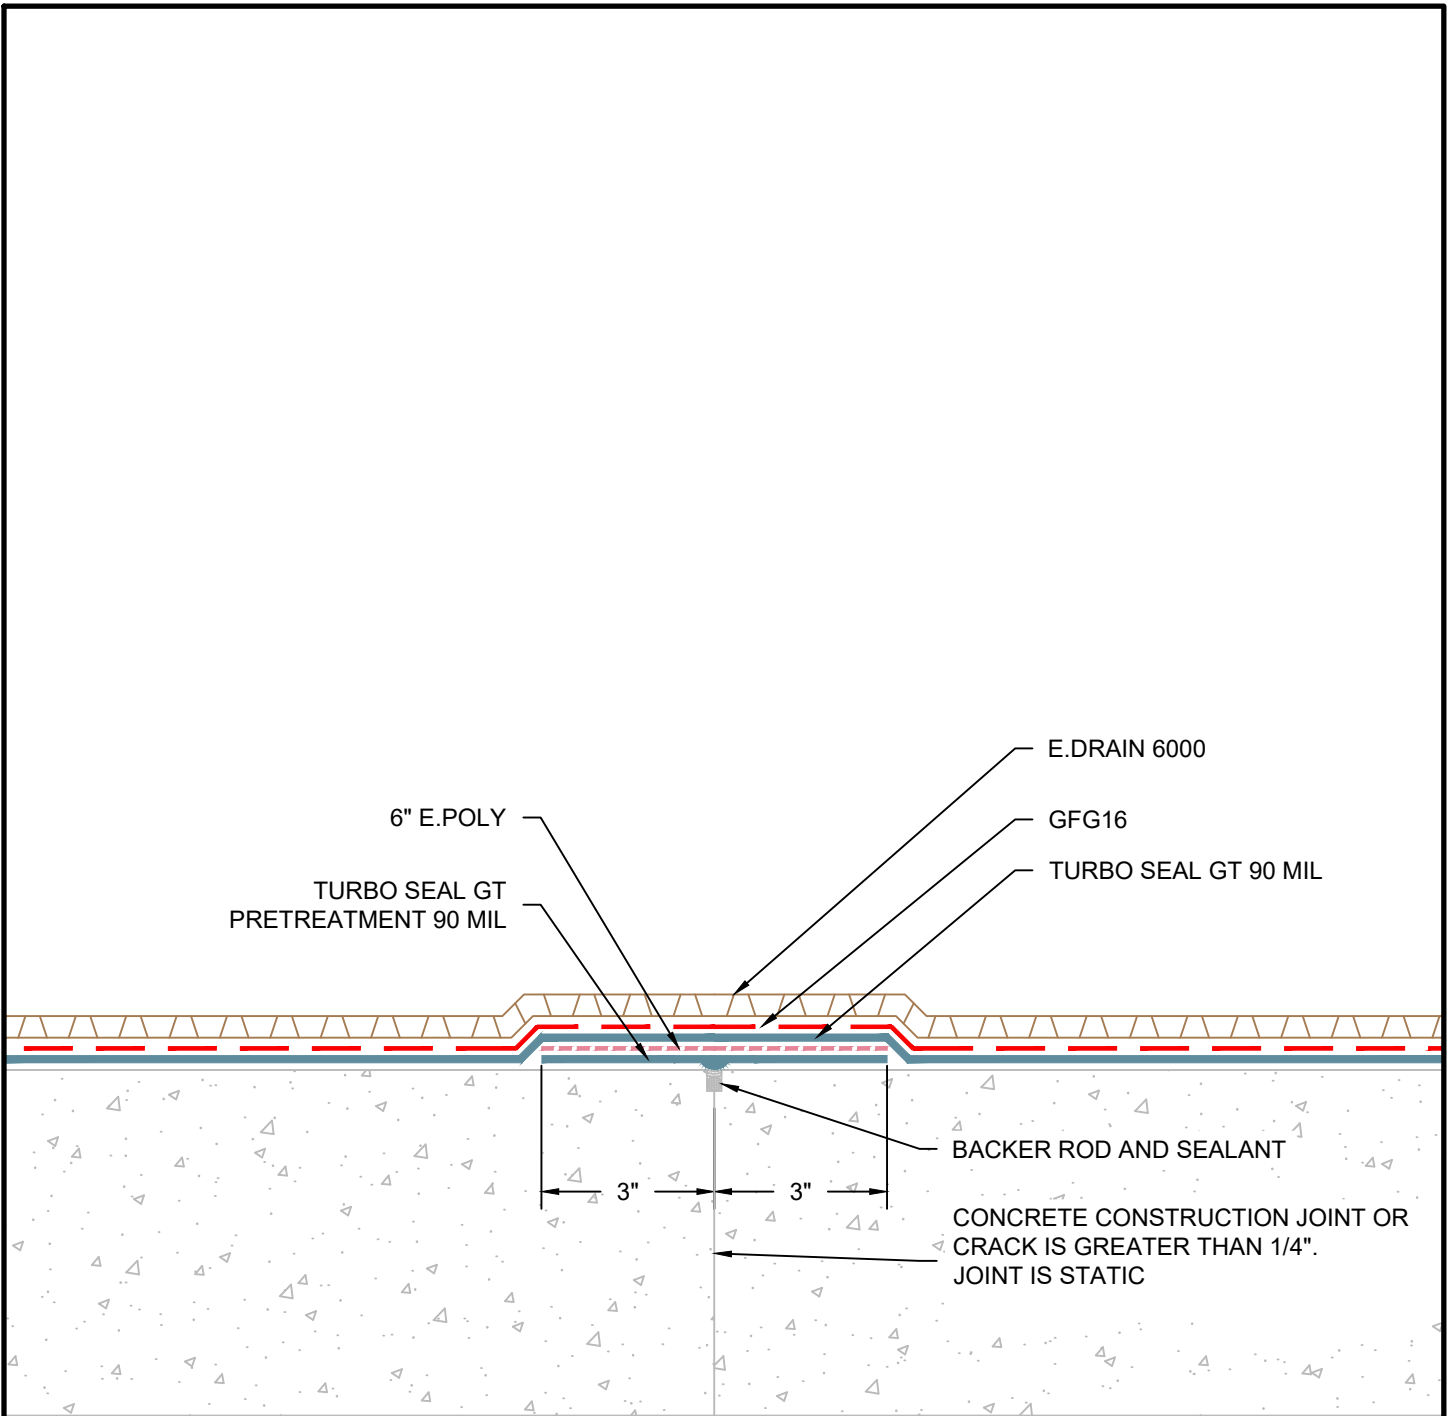 E.DRAIN 6000
6" E.POLY
GFG16
TURBO SEAL GT 90 MIL
TURBO SEAL GT
PRETREATMENT 90 MIL
BACKER ROD AND SEALANT
3"
3"
CONCRETE CONSTRUCTION JOINT OR
CRACK IS GREATER THAN 1/4".
JOINT IS STATIC